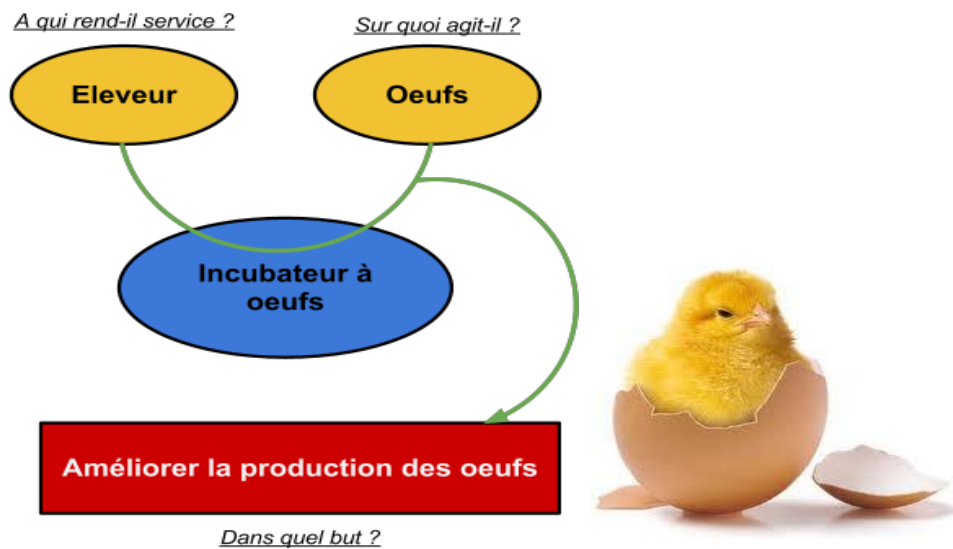 A qui rend-il service ?
Sur quoi agit-il ?
Eleveur
Oeufs
Incubateur à
oeufs
Améliorer la production des oeufs
Dans quel but ?